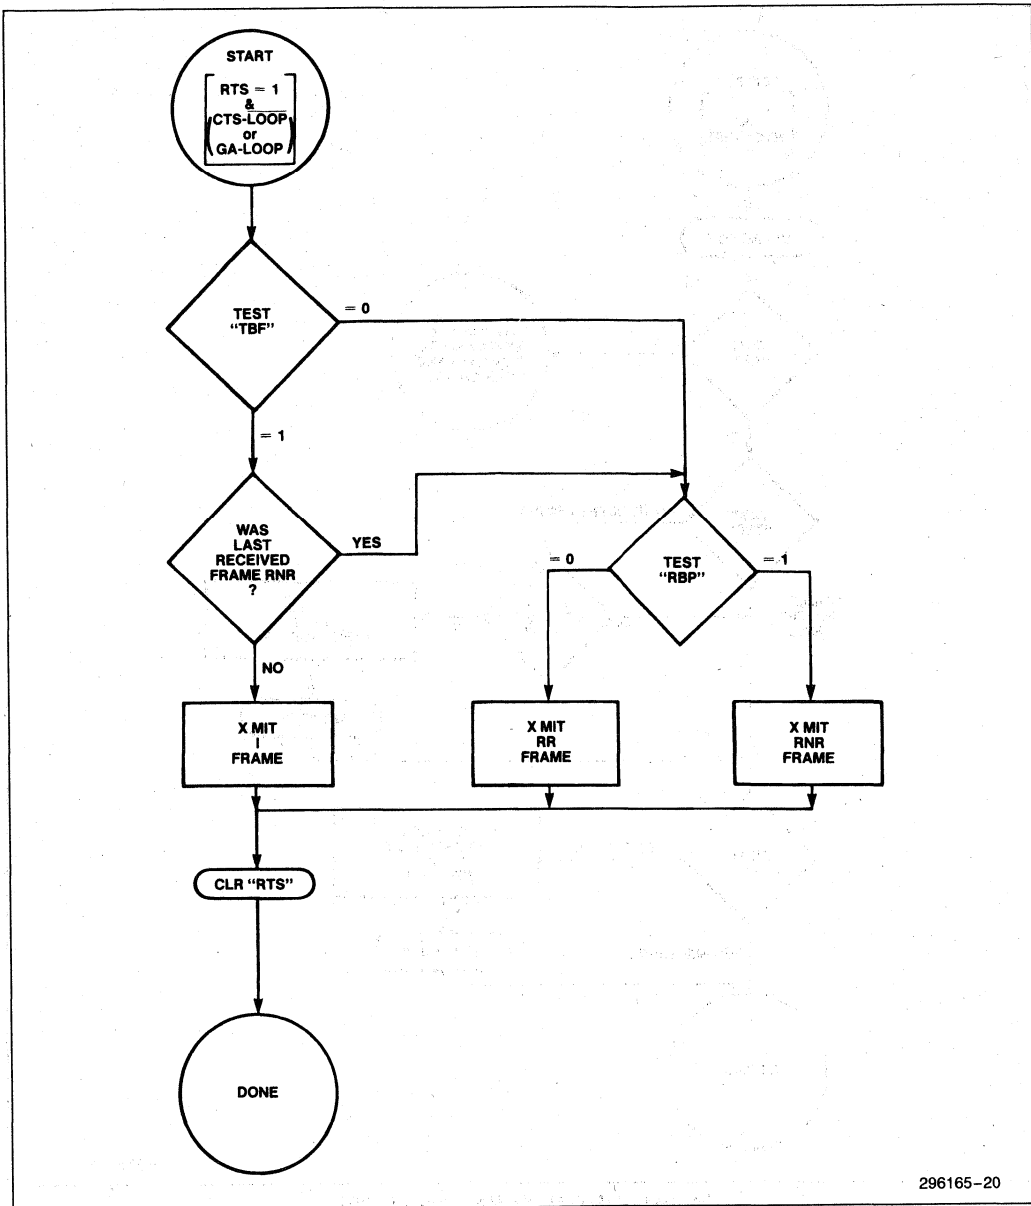 START
RTS = 1
&
CTS-LOOP
or
GA-LOOP
TEST
“TBF”
= 0
= 1
WAS
LAST
RECEIVED
FRAME RNR
?
YES
NO
TEST
“RBP”
= 0
= 1
X MIT
I
FRAME
X MIT
RR
FRAME
X MIT
RNR
FRAME
CLR “RTS”
DONE
296165–20